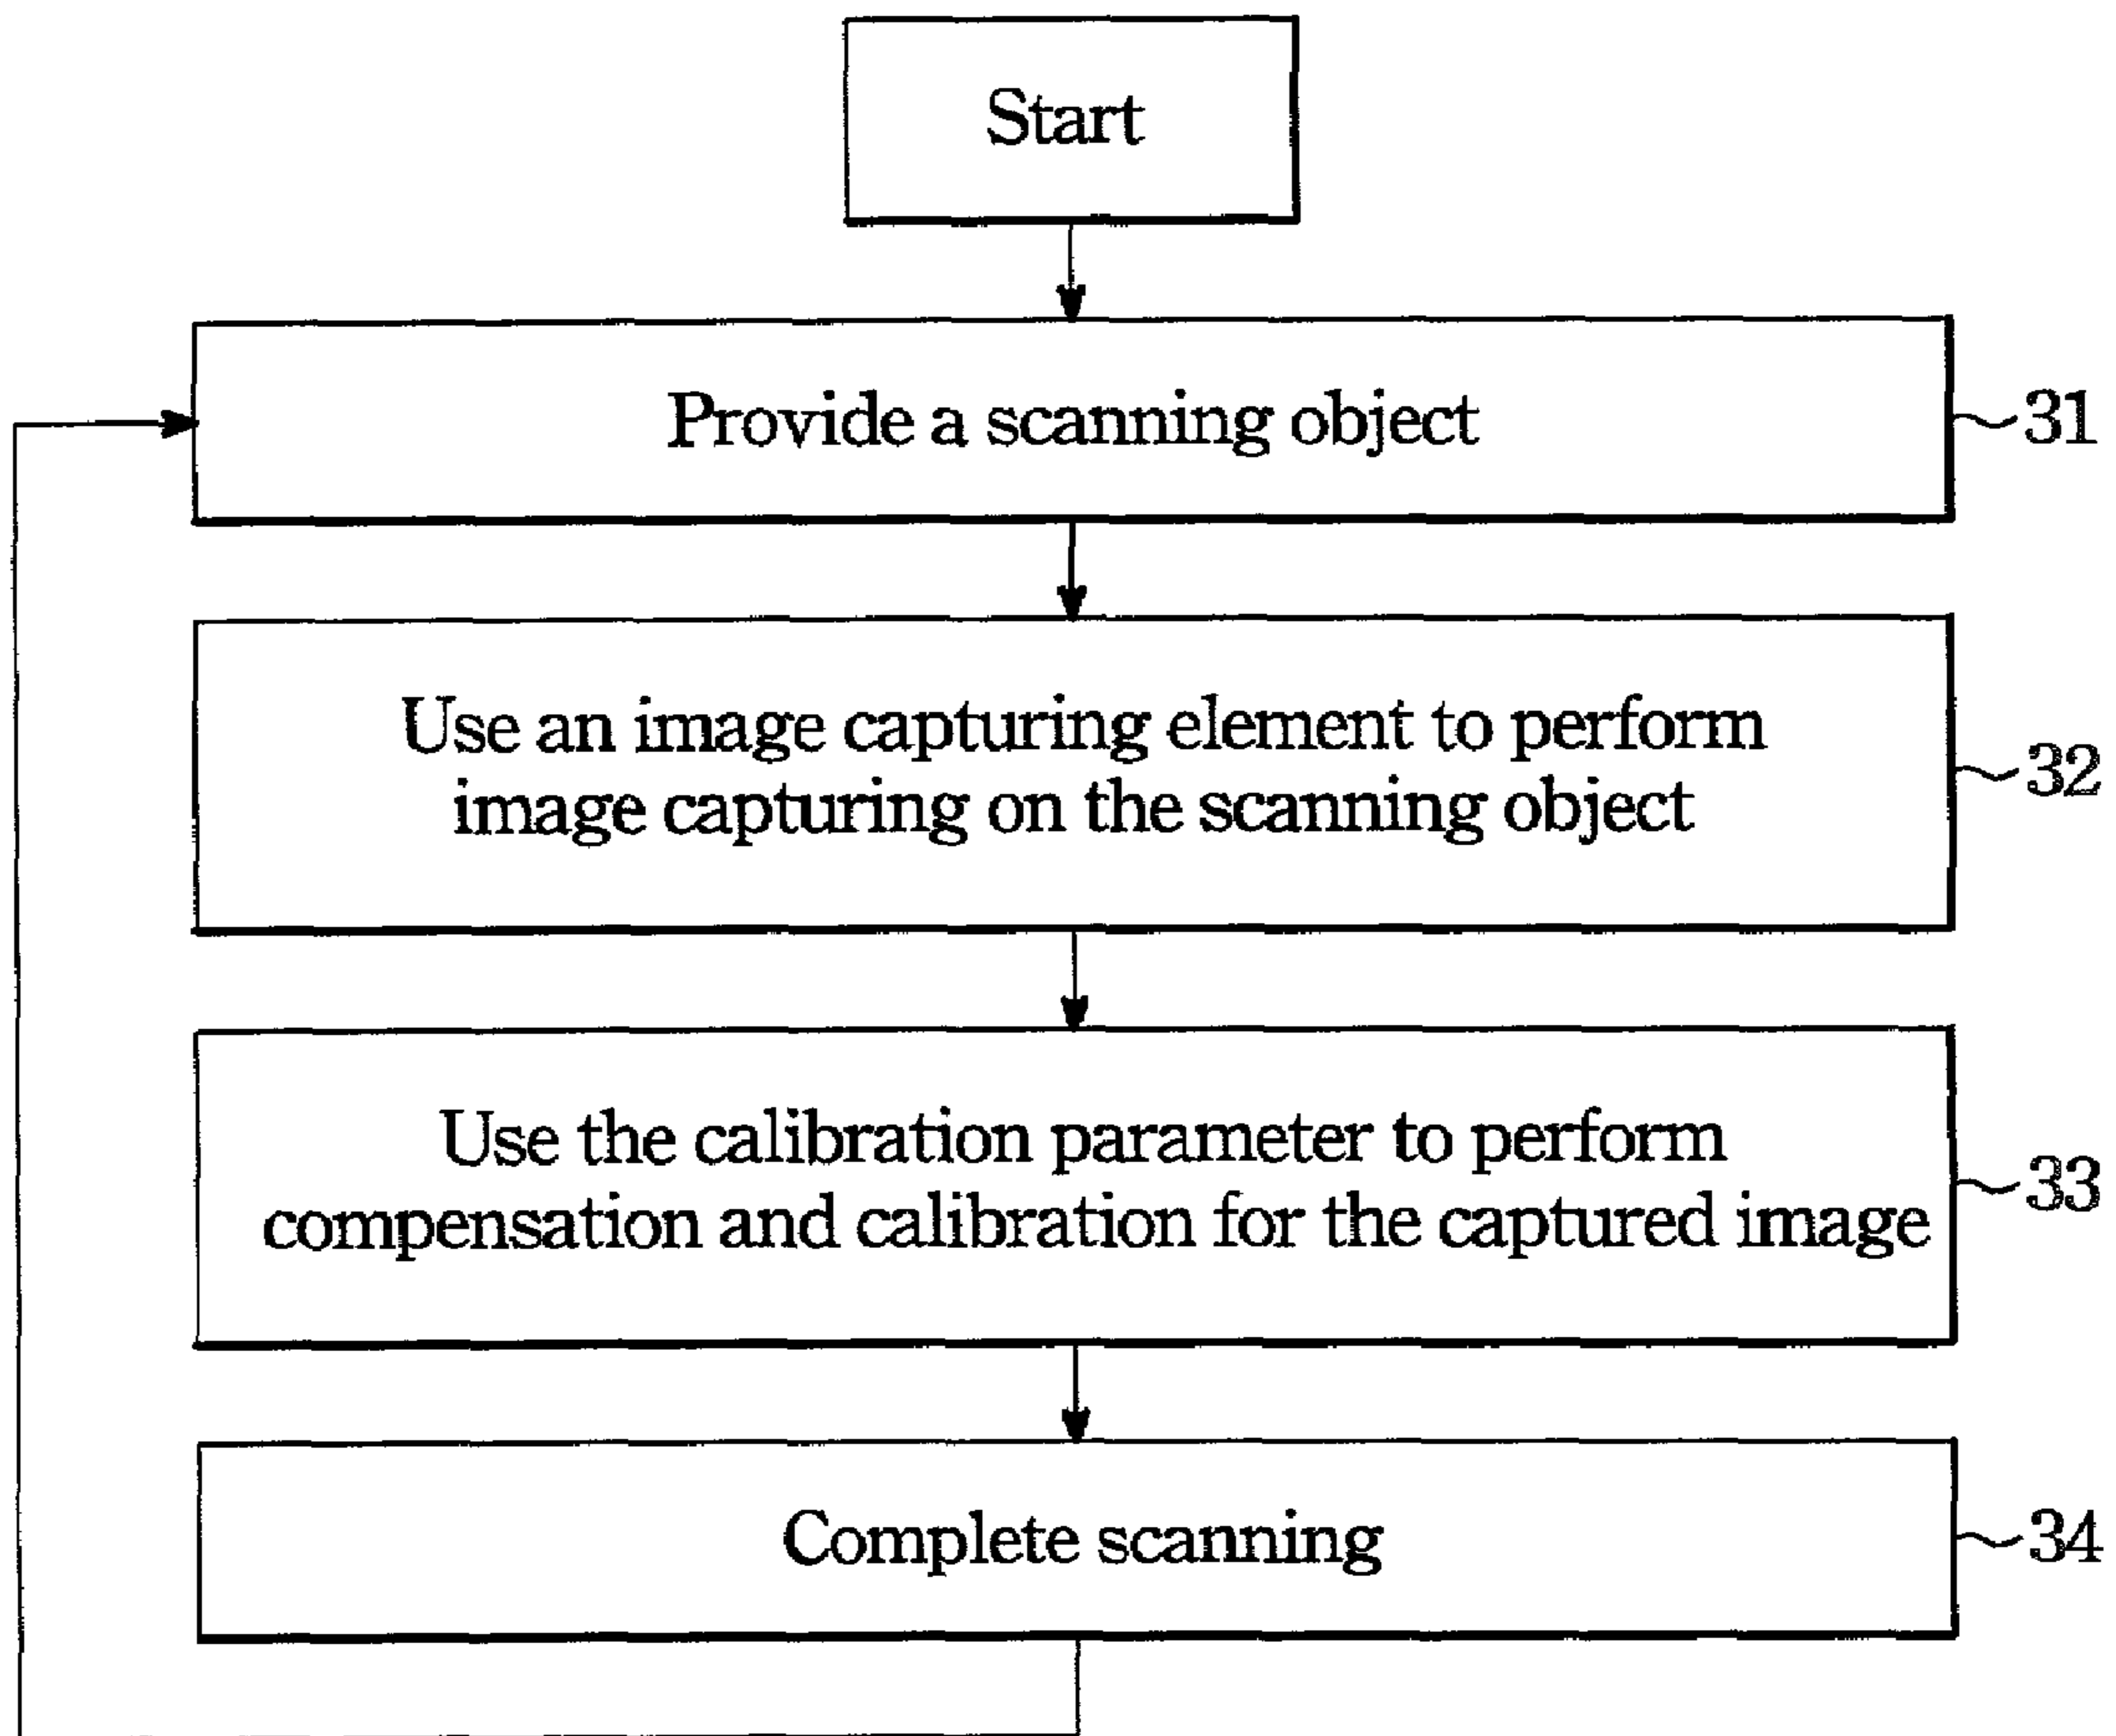 Start
Provide a scanning object
31
Use an image capturing element to perform
image capturing on the scanning object
32
Use the calibration parameter to perform
compensation and calibration for the captured image
33
Complete scanning
34